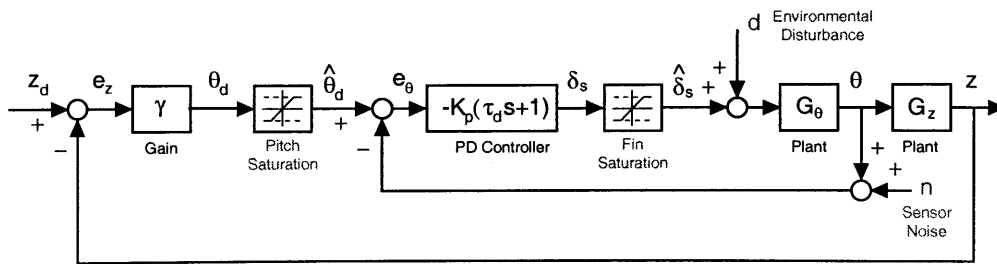 d Environmental
Disturbance
+
z_d e_z θ_d θ̂_d e_θ δ_s δ̂_s + θ z
γ -K_p(τ_d s+1) G_θ G_z
+ + +
− Gain Pitch
Saturation − PD Controller Fin
Saturation Plant Plant
+ +
n
Sensor
Noise